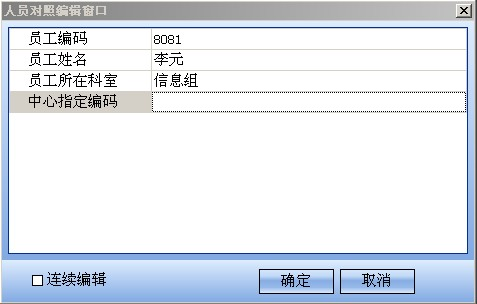 人员对照编辑窗口
员工编码 8081
员工姓名 李元
员工所在科室 信息组
中心指定编码
连续编辑 确定 取消